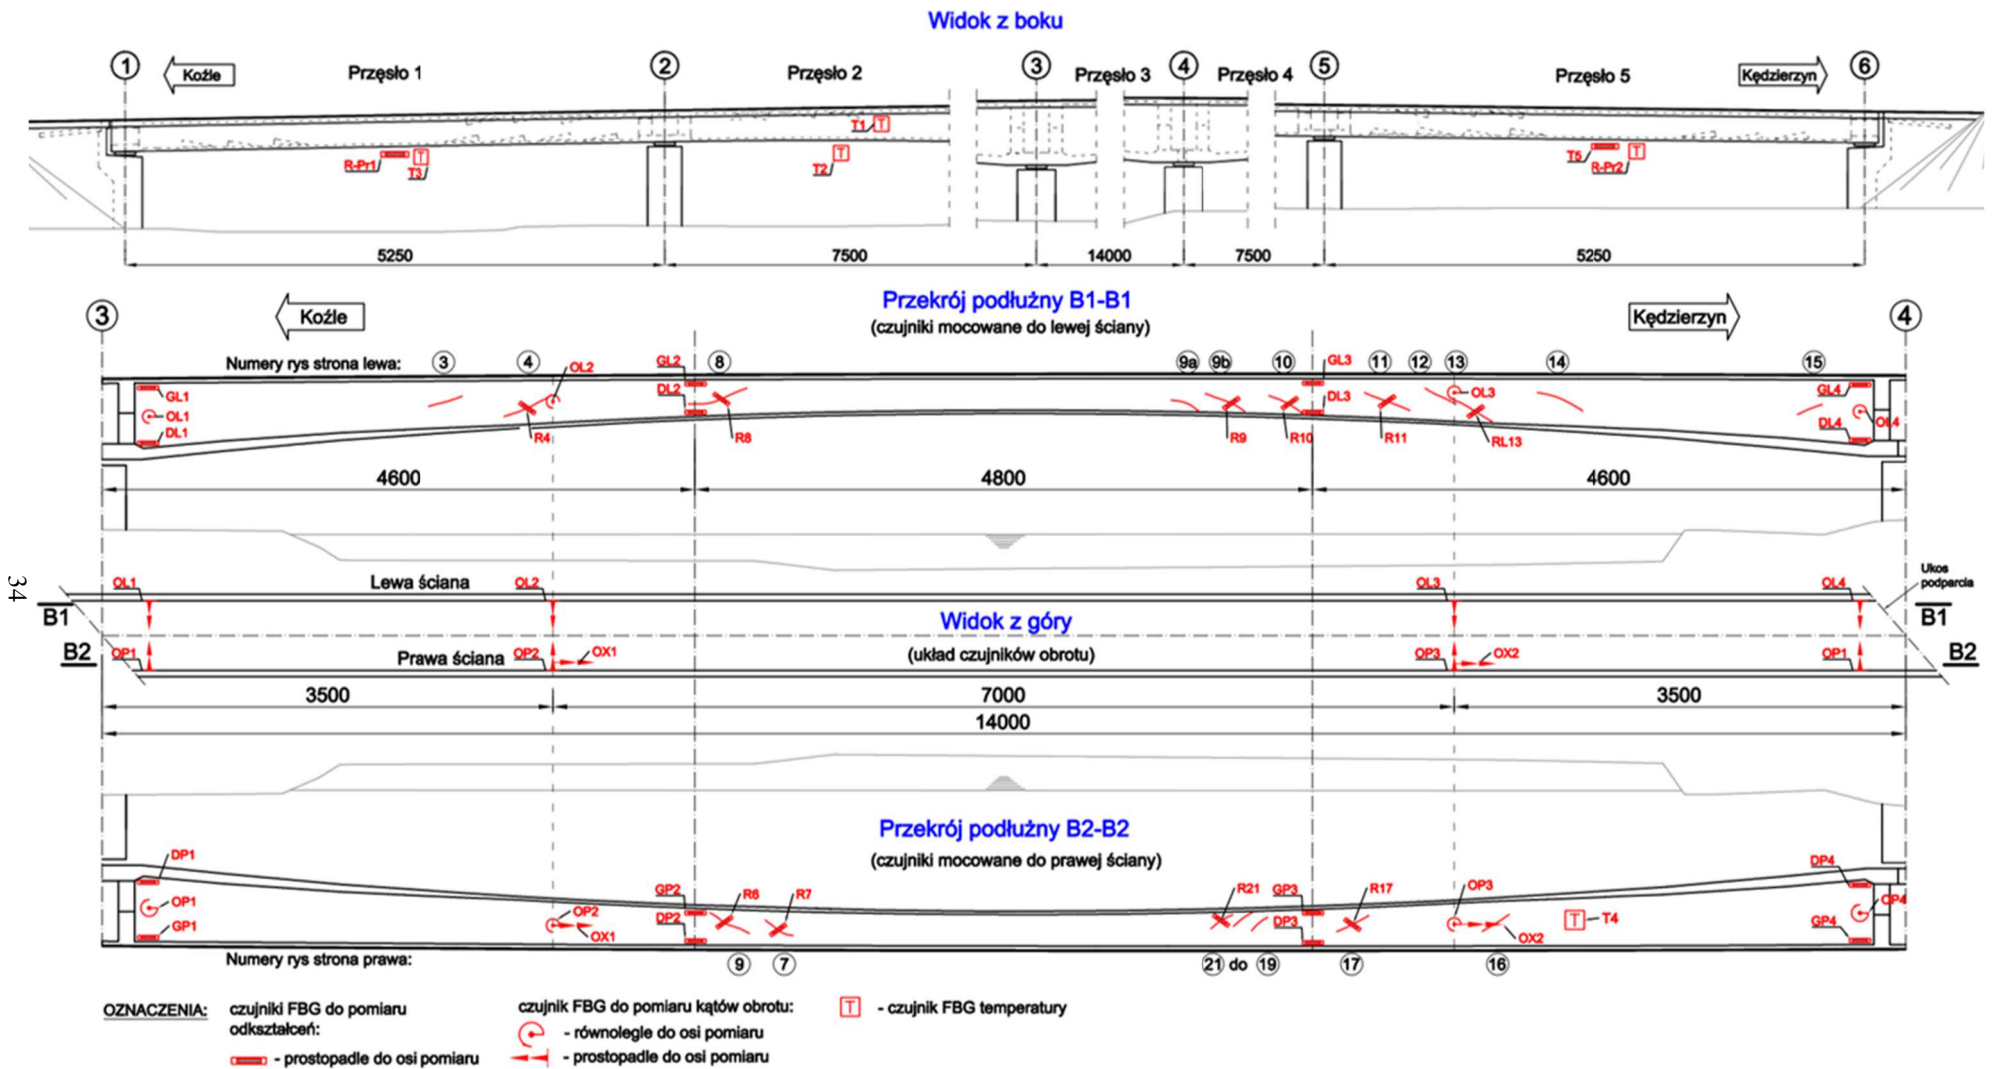 Widok z boku
1 Koźle Przęsło 1 2 Przęsło 2 3 Przęsło 3 4 Przęsło 4 5 Przęsło 5 Kędzierzyn 6
T1 T
R-Pr1 T T3 T2 T T5 R-Pr2 T
5250 7500 14000 7500 5250
Przekrój podłużny B1-B1
(czujniki mocowane do lewej ściany)
3 Koźle Kędzierzyn 4
Numery rys strona lewa: 3 4 OL2 GL2 8 9a 9b 10 GL3 11 12 13 14 15
GL1 DL2 DL3 OL3 GL4
OL1 OL4
DL1 R4 R8 R9 R10 R11 RL13 DL4
4600 4800 4600
34
OL1 Lewa ściana OL2 OL3 OL4 Ukos
podparcia
B1 Widok z góry B1
B2 OP1 Prawa ściana OP2 OX1 (układ czujników obrotu) OP3 OX2 OP1 B2
3500 7000 3500
14000
Przekrój podłużny B2-B2
(czujniki mocowane do prawej ściany)
DP1 DP4
GP2 R6 R7 R21 GP3 R17 OP3
OP1 OP2 DP2 DP3 T T4 OP4
GP1 OX1 OX2 GP4
Numery rys strona prawa: 9 7 21 do 19 17 16
OZNACZENIA: czujniki FBG do pomiaru
odkształceń:
- prostopadle do osi pomiaru
czujnik FBG do pomiaru kątów obrotu:
- równolegle do osi pomiaru
- prostopadle do osi pomiaru
T - czujnik FBG temperatury